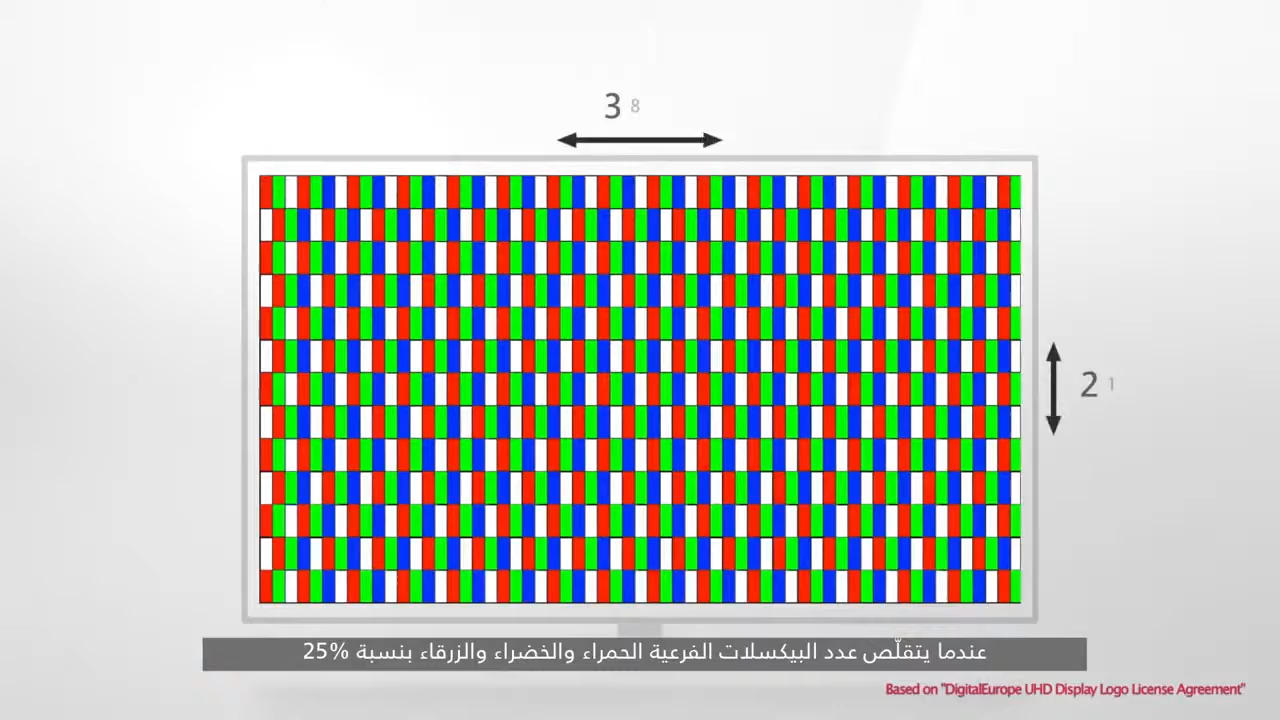 3 8
2 1
عندما يتقلّص عدد البيكسلات الفرعية الحمراء والخضراء والزرقاء بنسبة 25%
Based on "DigitalEurope UHD Display Logo License Agreement"